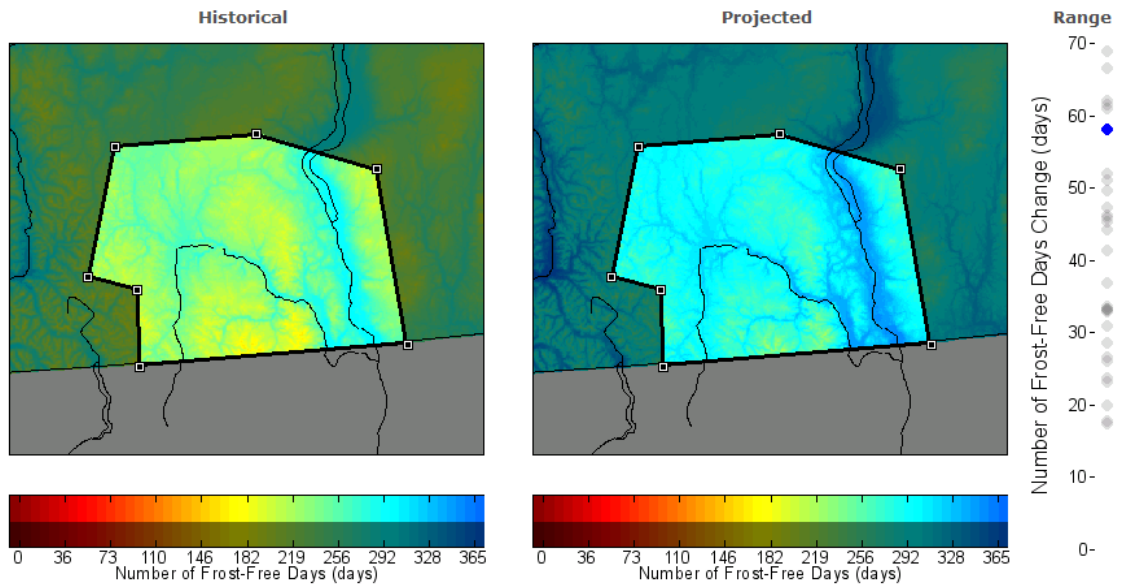 Historical
Projected
Range
70-
60-
50-
40-
30-
20-
10-
0-
Number of Frost-Free Days Change (days)
0 36 73 110 146 182 219 256 292 328 365
Number of Frost-Free Days (days)
0 36 73 110 146 182 219 256 292 328 365
Number of Frost-Free Days (days)